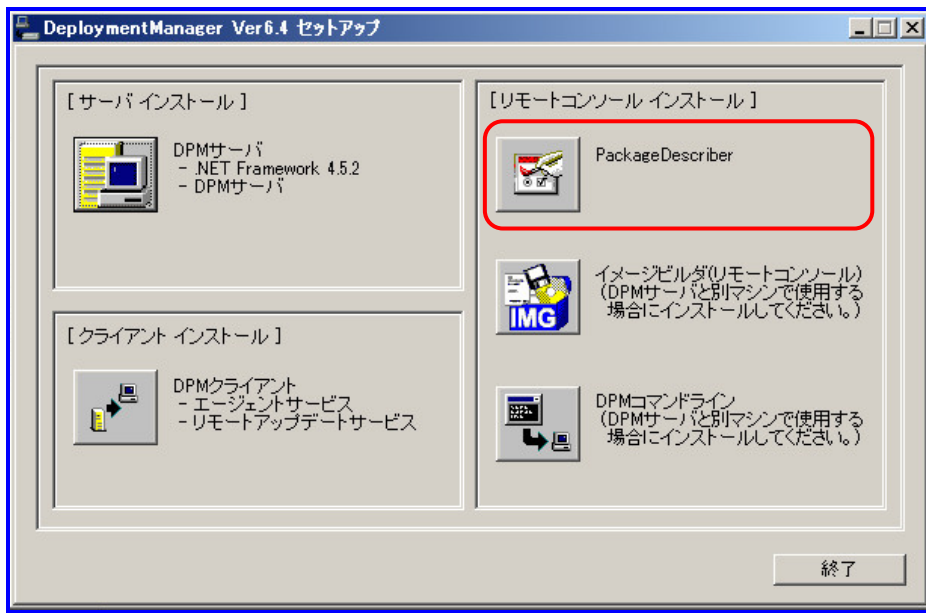 DeploymentManager Ver6.4 セットアップ
[サーバ インストール]
DPMサーバ
- .NET Framework 4.5.2
- DPMサーバ
[クライアント インストール]
DPMクライアント
- エージェントサービス
- リモートアップデートサービス
[リモートコンソール インストール]
PackageDescriber
イメージビルダ(リモートコンソール)
(DPMサーバと別マシンで使用する
場合にインストールしてください。)
IMG
DPMコマンドライン
(DPMサーバと別マシンで使用する
場合にインストールしてください。)
終了